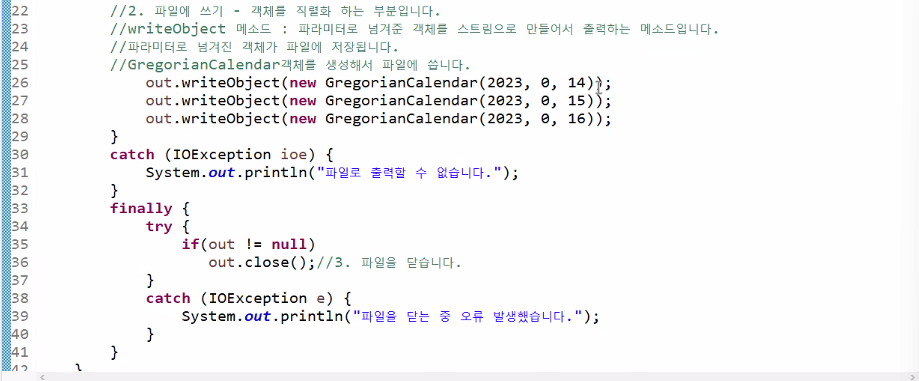 22 //2. 파일에 쓰기 - 객체를 직렬화 하는 부분입니다.
23 //writeObject 메소드 : 파라미터로 넘겨준 객체를 스트림으로 만들어서 출력하는 메소드입니다.
24 //파라미터로 넘겨진 객체가 파일에 저장됩니다.
25 //GregorianCalendar객체를 생성해서 파일에 씁니다.
26 out.writeObject(new GregorianCalendar(2023, 0, 14));
27 out.writeObject(new GregorianCalendar(2023, 0, 15));
28 out.writeObject(new GregorianCalendar(2023, 0, 16));
29 }
30 catch (IOException ioe) {
31 System.out.println("파일로 출력할 수 없습니다.");
32 }
33 finally {
34 try {
35 if(out != null)
36 out.close();//3. 파일을 닫습니다.
37 }
38 catch (IOException e) {
39 System.out.println("파일을 닫는 중 오류 발생했습니다.");
40 }
41 }
42 }